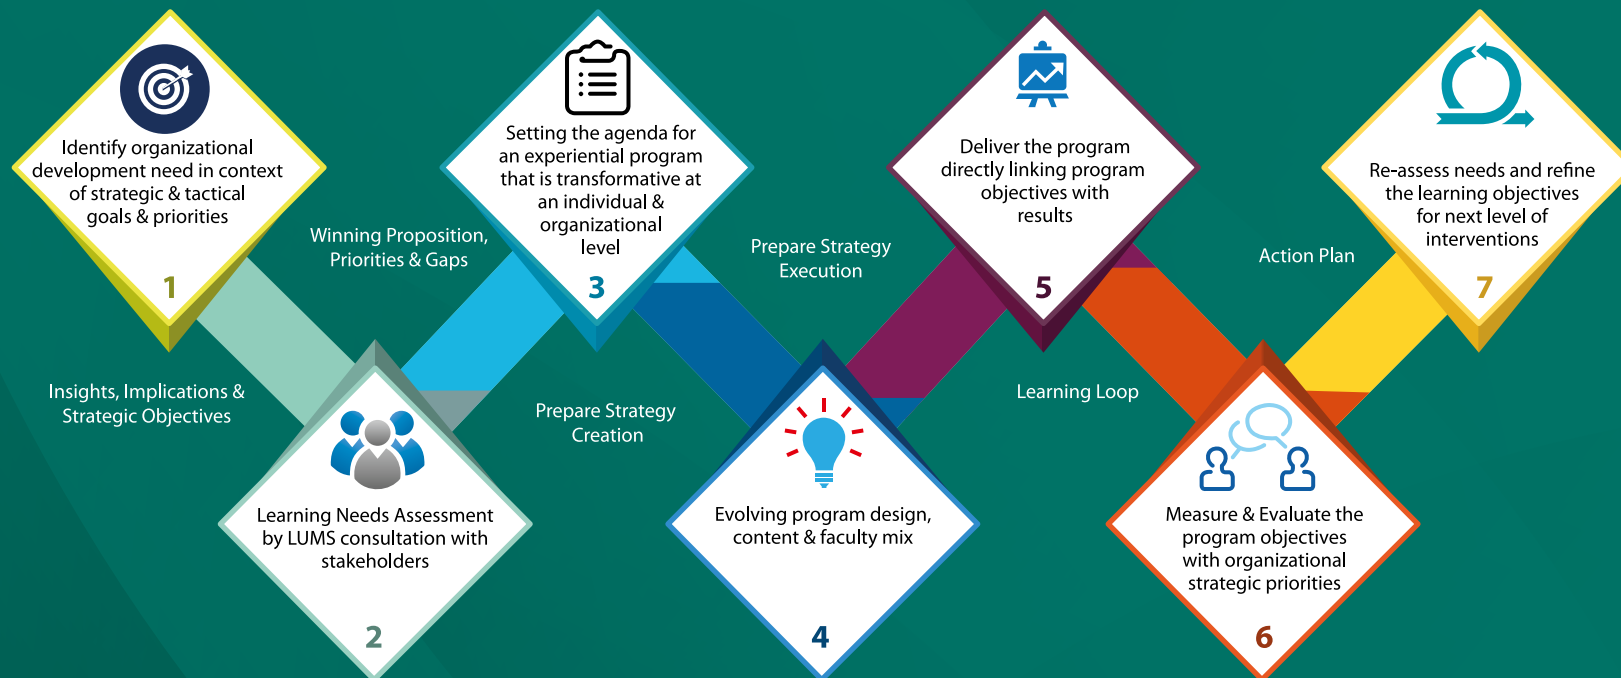 Identify organizational
development need in context
of strategic & tactical
goals & priorities
1
Insights, Implications &
Strategic Objectives
Learning Needs Assessment
by LUMS consultation with
stakeholders
2
Winning Proposition,
Priorities & Gaps
Setting the agenda for
an experiential program
that is transformative at
an individual &
organizational
level
3
Prepare Strategy
Creation
Evolving program design,
content & faculty mix
4
Prepare Strategy
Execution
Deliver the program
directly linking program
objectives with
results
5
Learning Loop
Measure & Evaluate the
program objectives
with organizational
strategic priorities
6
Action Plan
Re-assess needs and refine
the learning objectives
for next level of
interventions
7